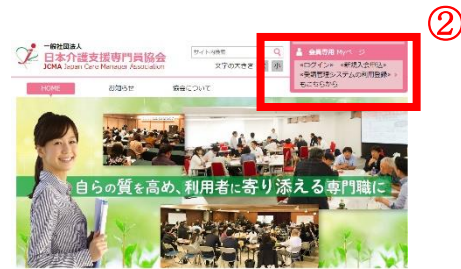 ②
一般社団法人
日本介護支援専門員協会
JCMA Japan Care Manager Association
サイト内検索
文字の大きさ 小
会員専用 Myページ
»ログイン» »新規入会申込»
»受講管理システムの利用登録»
もこちらから
HOME お知らせ 協会について
自らの質を高め、利用者に寄り添える専門職に